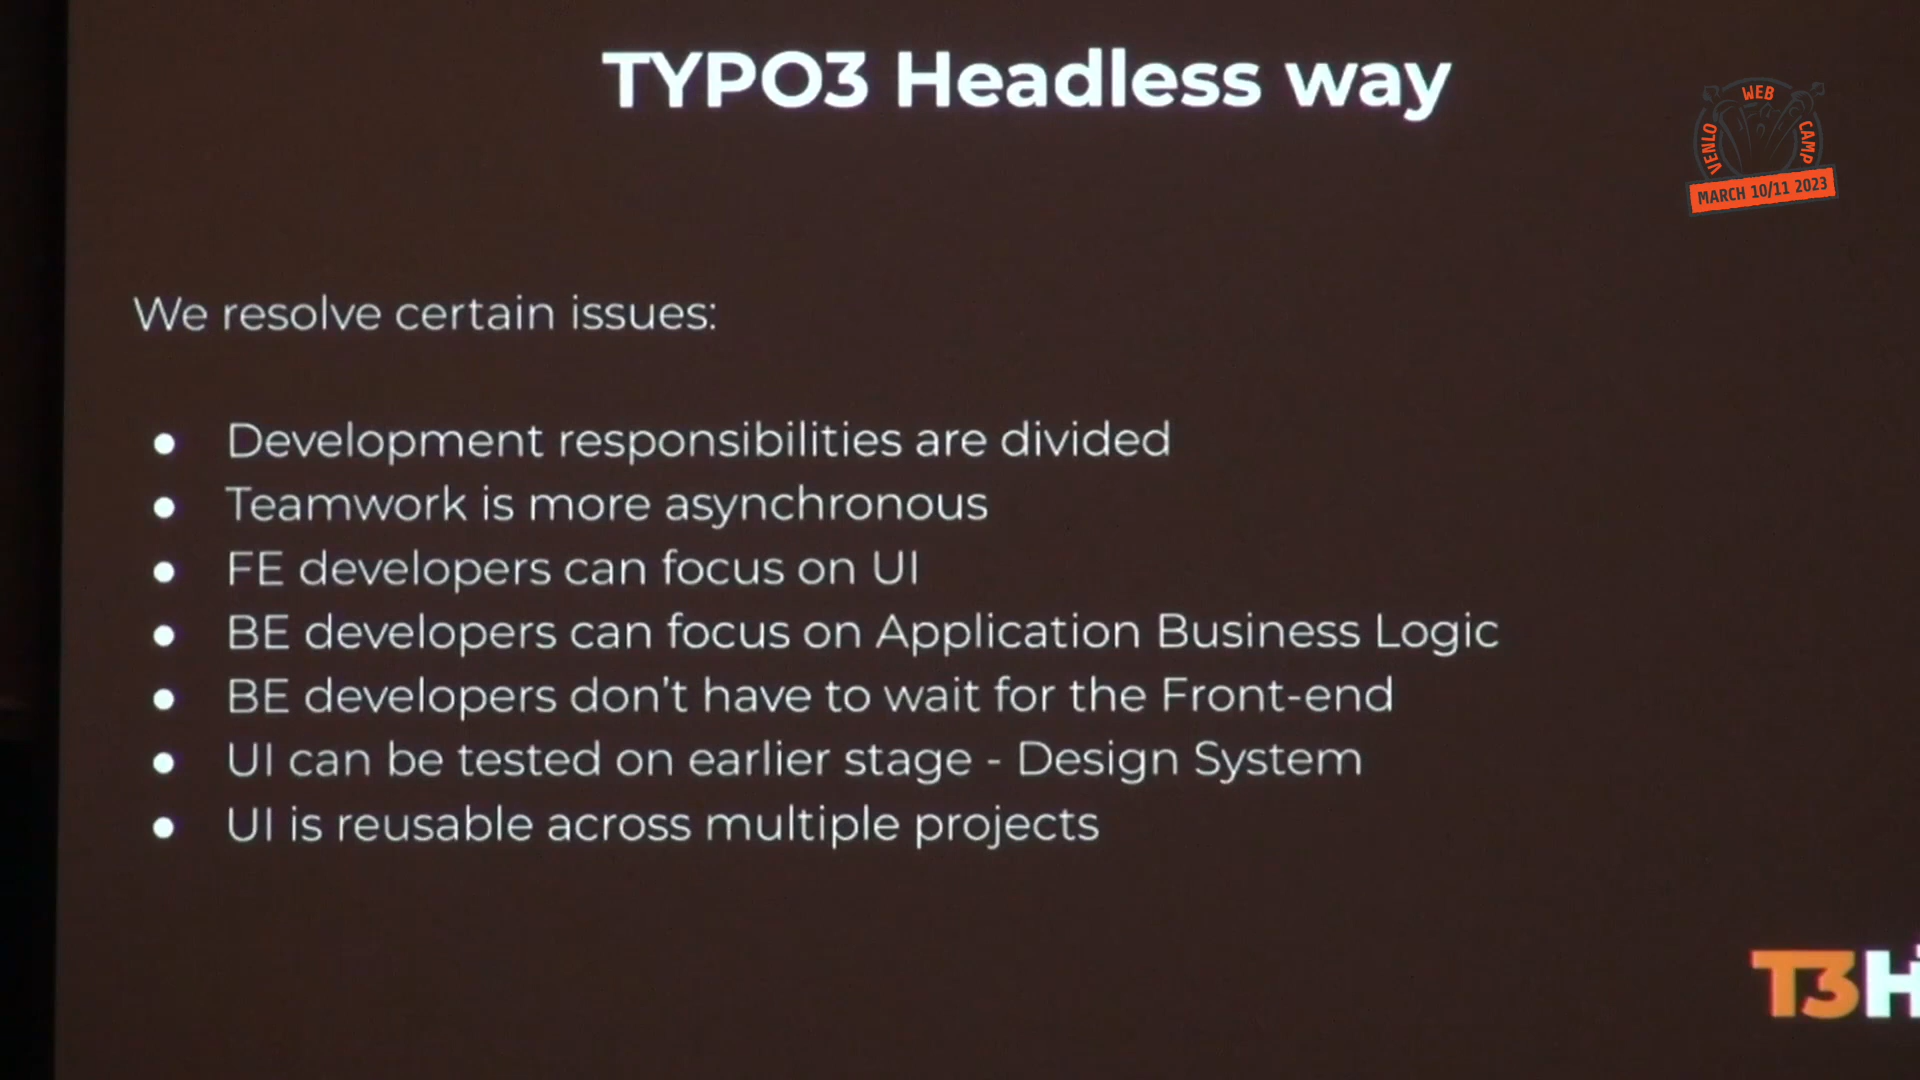 TYPO3 Headless way
VENLO WEB CAMP
MARCH 10/11 2023
We resolve certain issues:
● Development responsibilities are divided
● Teamwork is more asynchronous
● FE developers can focus on UI
● BE developers can focus on Application Business Logic
● BE developers don't have to wait for the Front-end
● UI can be tested on earlier stage - Design System
● UI is reusable across multiple projects
T3H